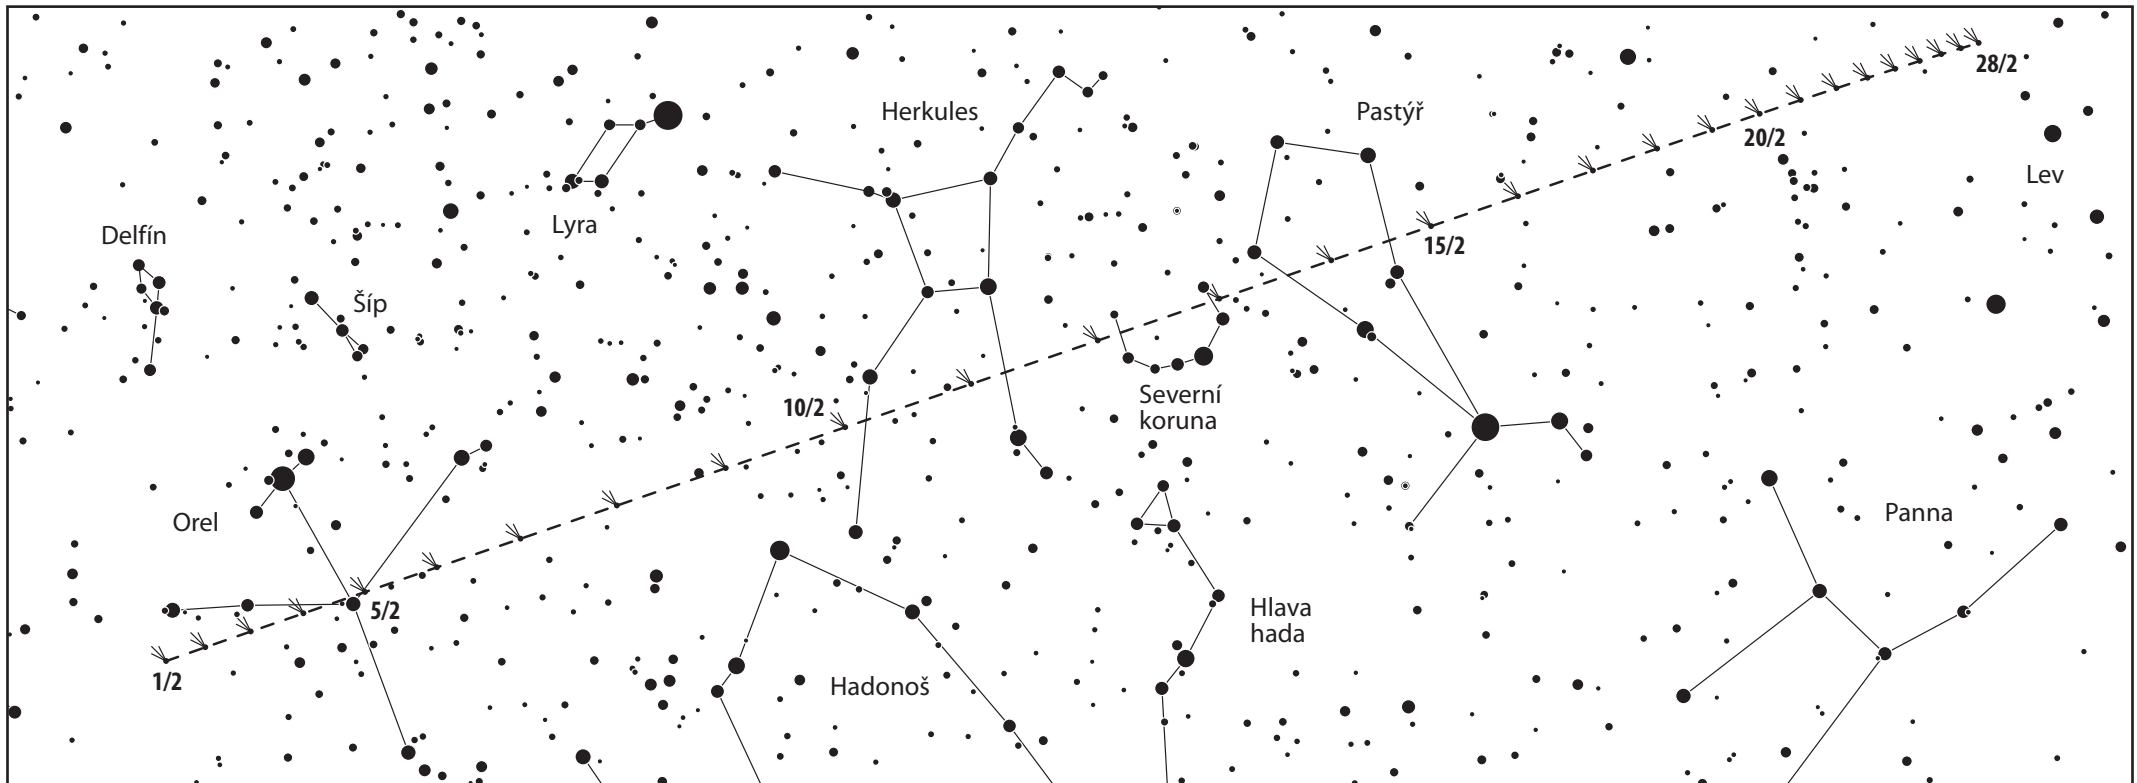 28/2
Herkules
Pastýř
20/2
Lev
Lyra
Delfín
15/2
Šíp
Severní
koruna
10/2
Orel
Panna
5/2
Hlava
hada
1/2
Hadonoš